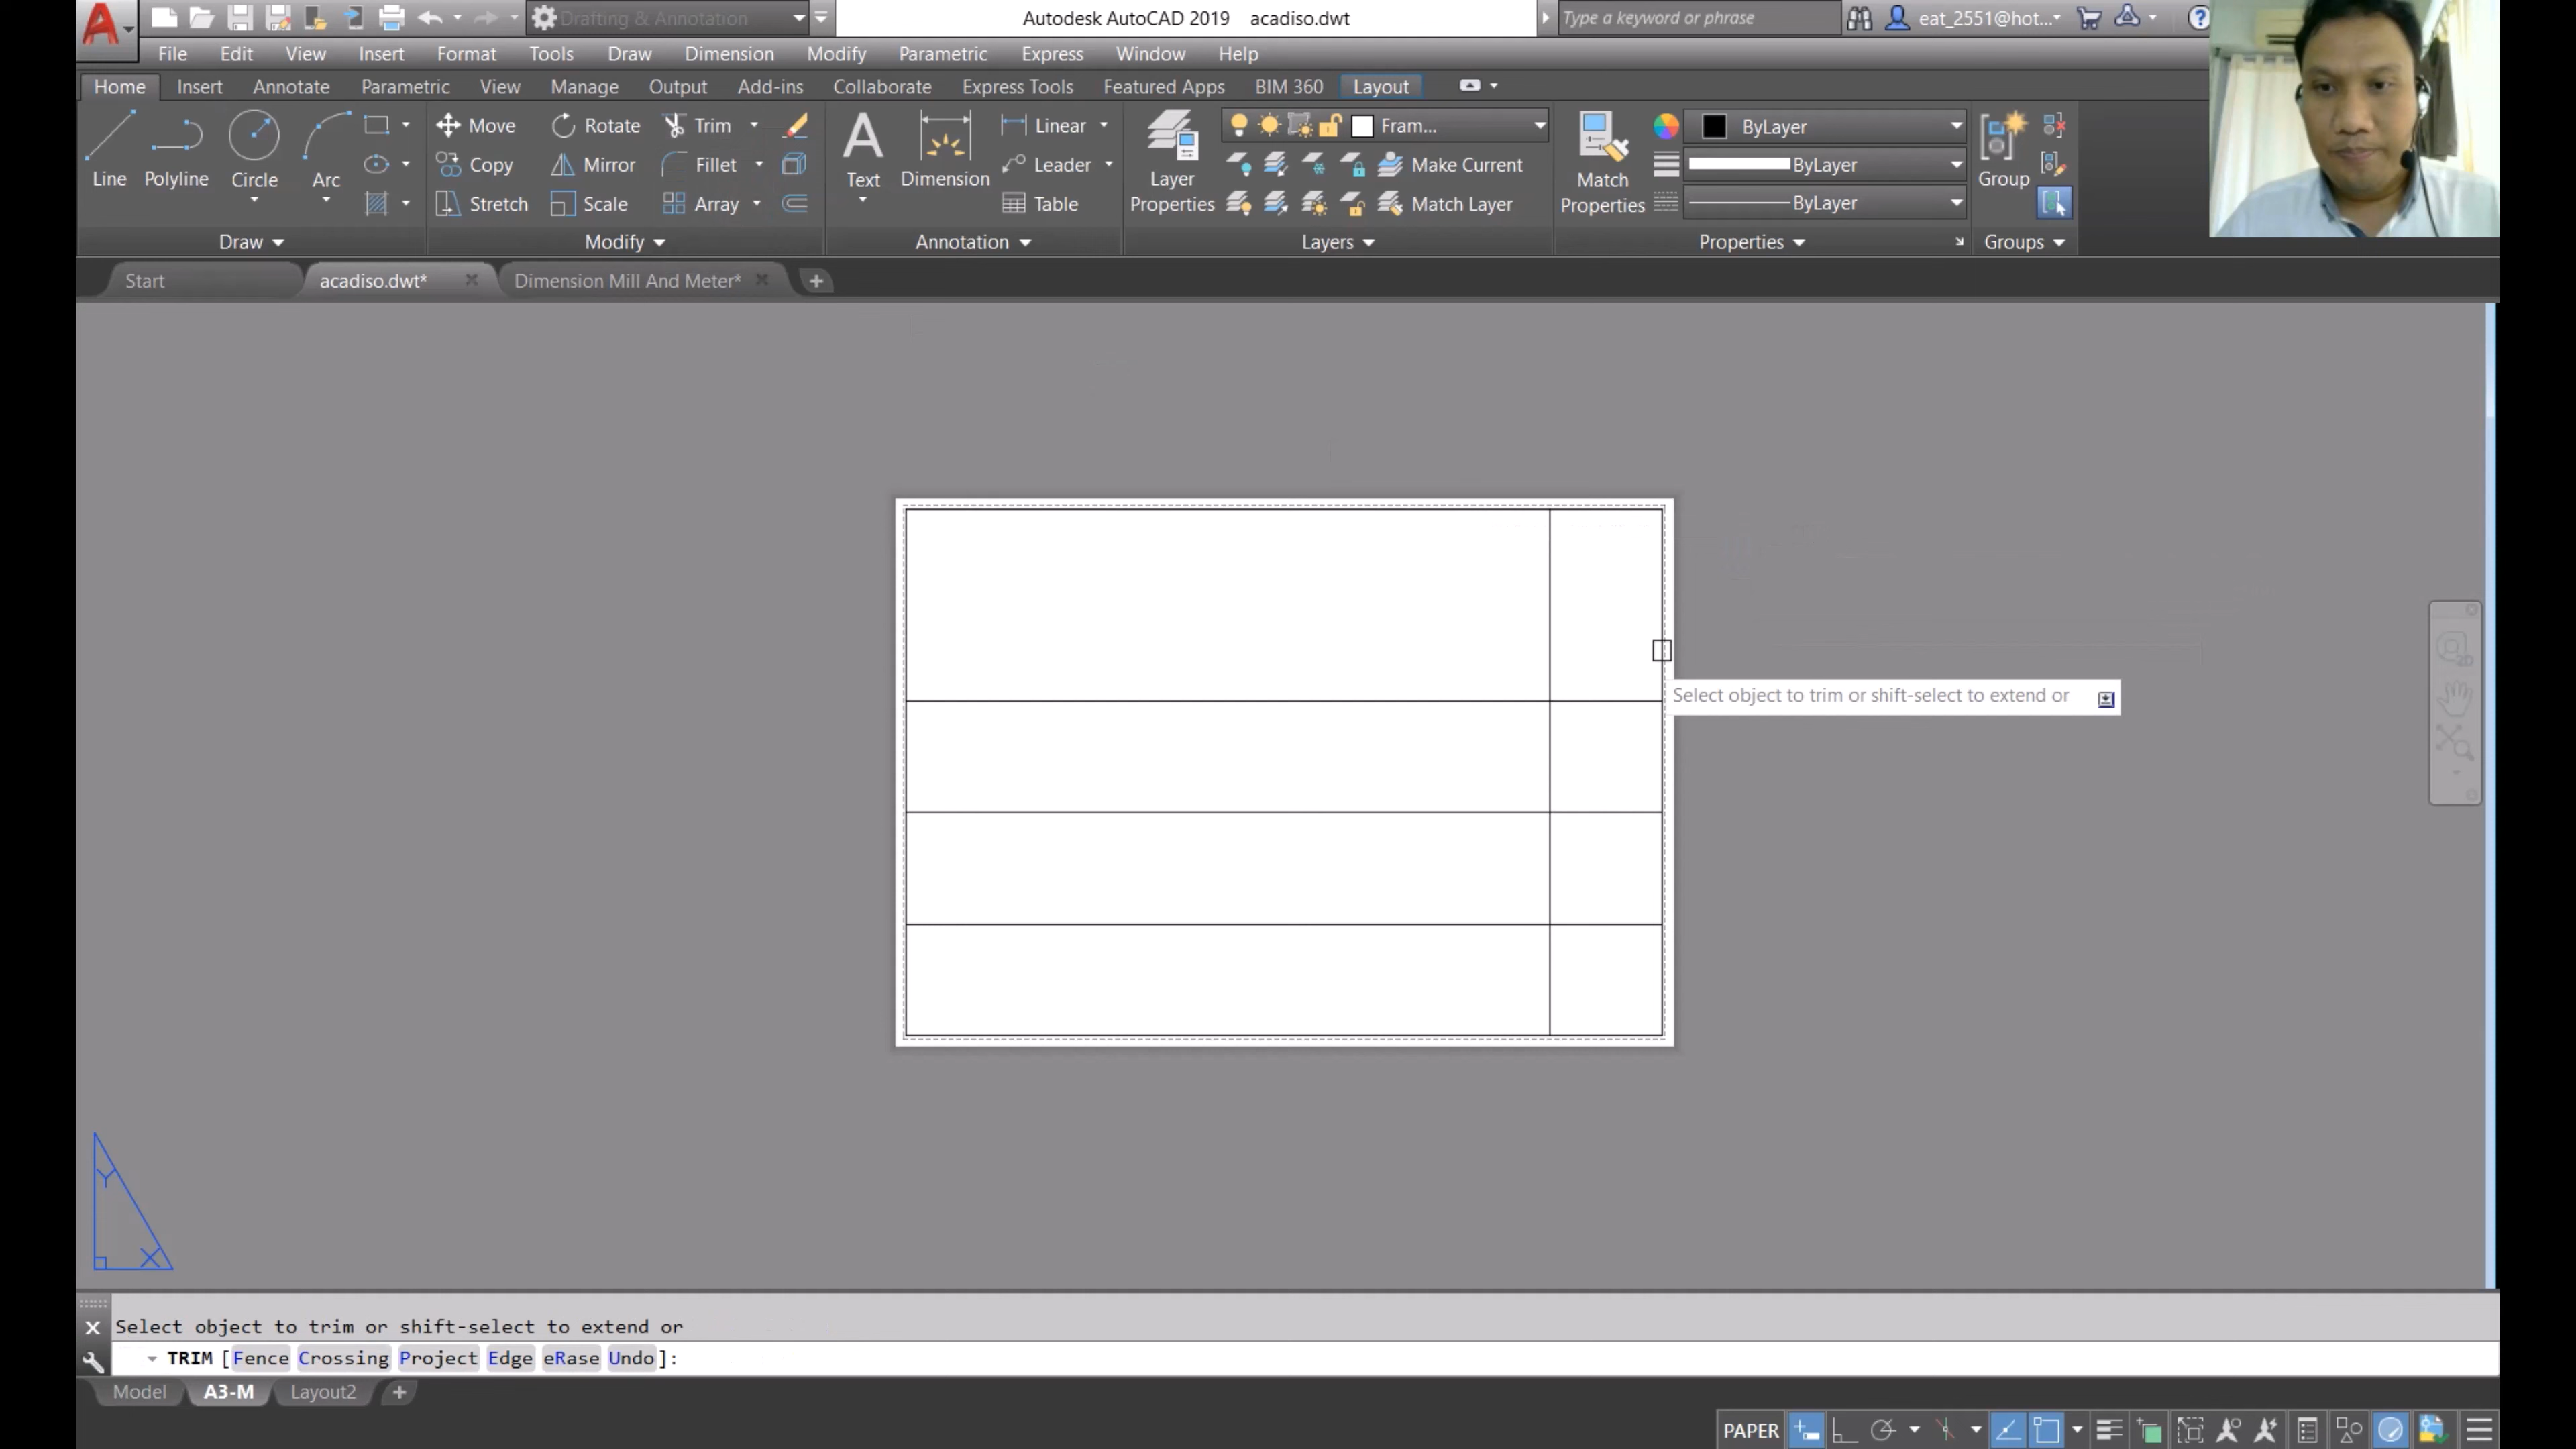 Drafting & Annotation
Autodesk AutoCAD 2019 acadiso.dwt
Type a keyword or phrase
eat_2551@hot...
File Edit View Insert Format Tools Draw Dimension Modify Parametric Express Window Help
Home Insert Annotate Parametric View Manage Output Add-ins Collaborate Express Tools Featured Apps BIM 360 Layout
Line Polyline Circle Arc
Draw
Move Rotate Trim
Copy Mirror Fillet
Stretch Scale Array
Modify
Text Dimension
Linear
Leader
Table
Annotation
Layer Properties
Fram...
Make Current
Match Layer
Layers
Match Properties
ByLayer
ByLayer
ByLayer
Properties
Group
Groups
Start acadiso.dwt* Dimension Mill And Meter*
Select object to trim or shift-select to extend or
Y
X
Select object to trim or shift-select to extend or
TRIM [Fence Crossing Project Edge eRase Undo]:
Model A3-M Layout2
PAPER